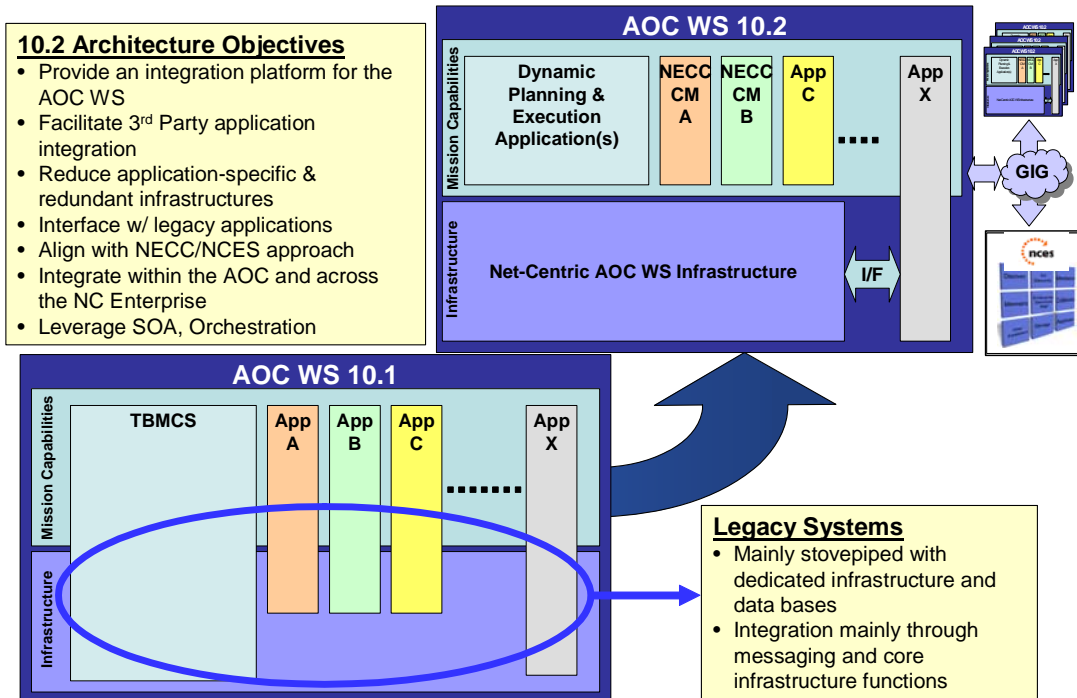 10.2 Architecture Objectives
• Provide an integration platform for the
AOC WS
• Facilitate 3rd Party application
integration
• Reduce application-specific &
redundant infrastructures
• Interface w/ legacy applications
• Align with NECC/NCES approach
• Integrate within the AOC and across
the NC Enterprise
• Leverage SOA, Orchestration
AOC WS 10.2
Mission Capabilities
Dynamic
Planning &
Execution
Application(s)
NECC
CM
A
NECC
CM
B
App
C
App
X
Infrastructure
Net-Centric AOC WS Infrastructure
I/F
AOC WS 10.2
GIG
nces
AOC WS 10.1
Mission Capabilities
TBMCS
App
A
App
B
App
C
App
X
Infrastructure
Legacy Systems
• Mainly stovepiped with
dedicated infrastructure and
data bases
• Integration mainly through
messaging and core
infrastructure functions